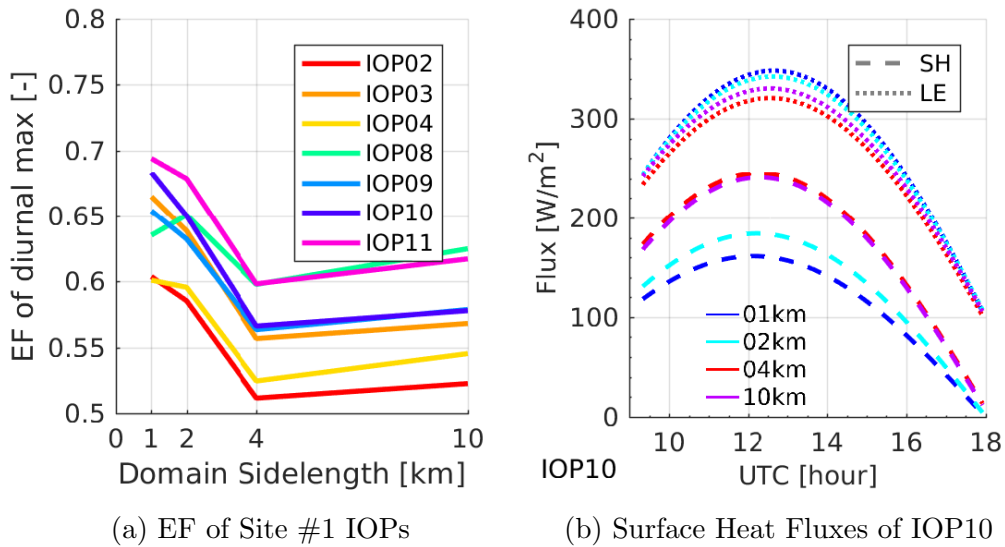 EF of diurnal max [-]
0.8
0.75
0.7
0.65
0.6
0.55
0.5
0 1 2 4 10
Domain Sidelength [km]
IOP02
IOP03
IOP04
IOP08
IOP09
IOP10
IOP11
(a) EF of Site #1 IOPs
Flux [W/m²]
400
300
200
100
0
10 12 14 16 18
UTC [hour]
SH
LE
01km
02km
04km
10km
IOP10
(b) Surface Heat Fluxes of IOP10